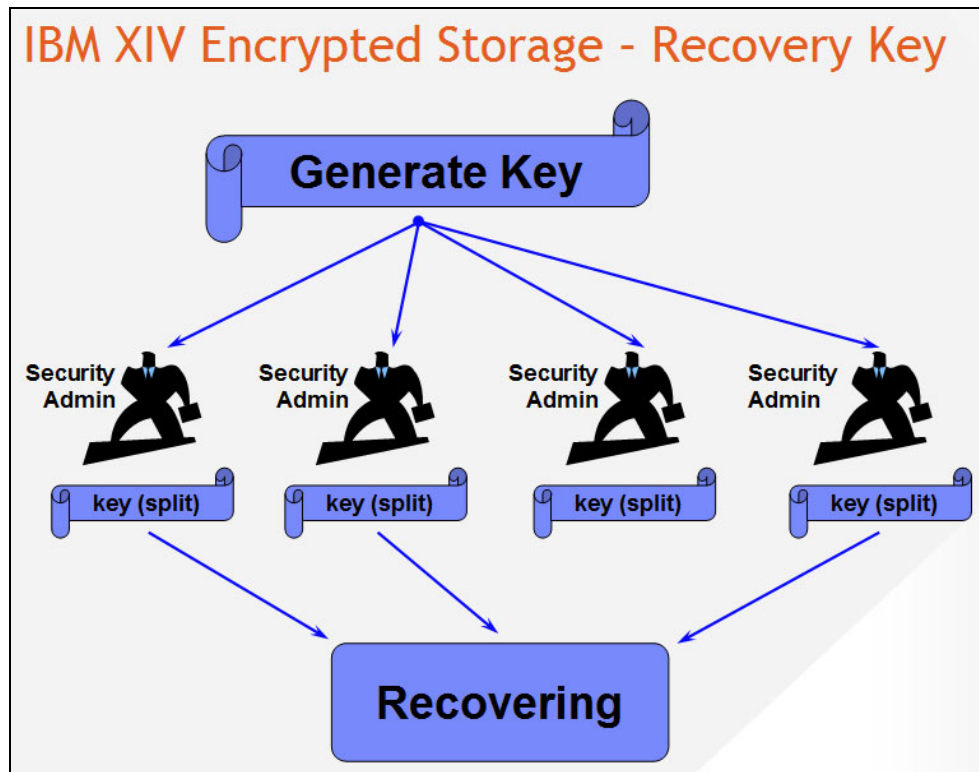 IBM XIV Encrypted Storage - Recovery Key
Generate Key
Security
Admin
Security
Admin
Security
Admin
Security
Admin
key (split)
key (split)
key (split)
key (split)
Recovering